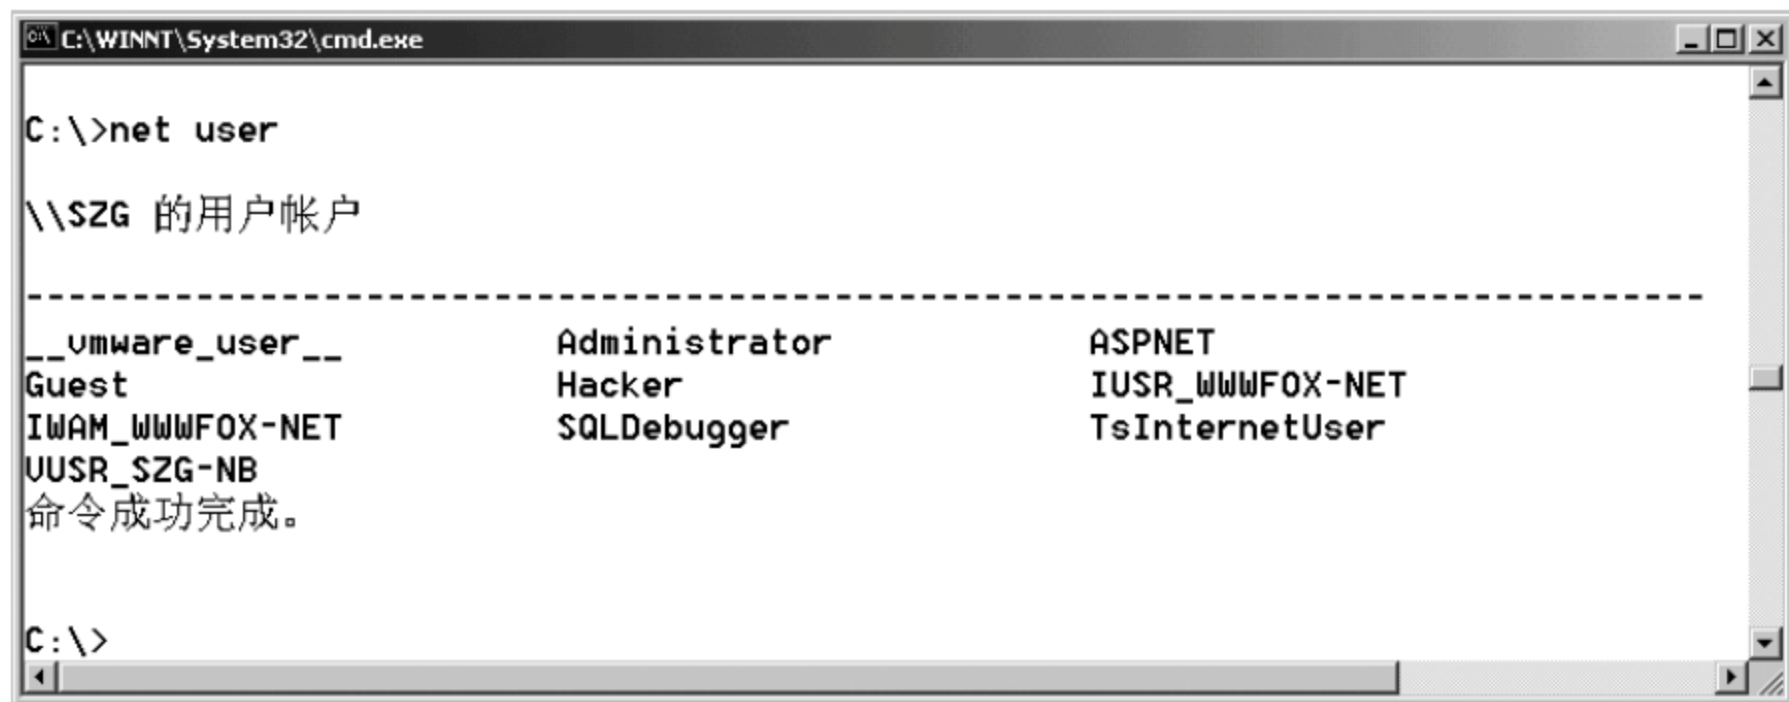 C:\WINNT\System32\cmd.exe
C:\>net user
\\SZG 的用户帐户
-------------------------------------------------------------------------------
__vmware_user__ Administrator ASPNET
Guest Hacker IUSR_WWWFOX-NET
IWAM_WWWFOX-NET SQLDebugger TsInternetUser
VUSR_SZG-NB
命令成功完成。
C:\>